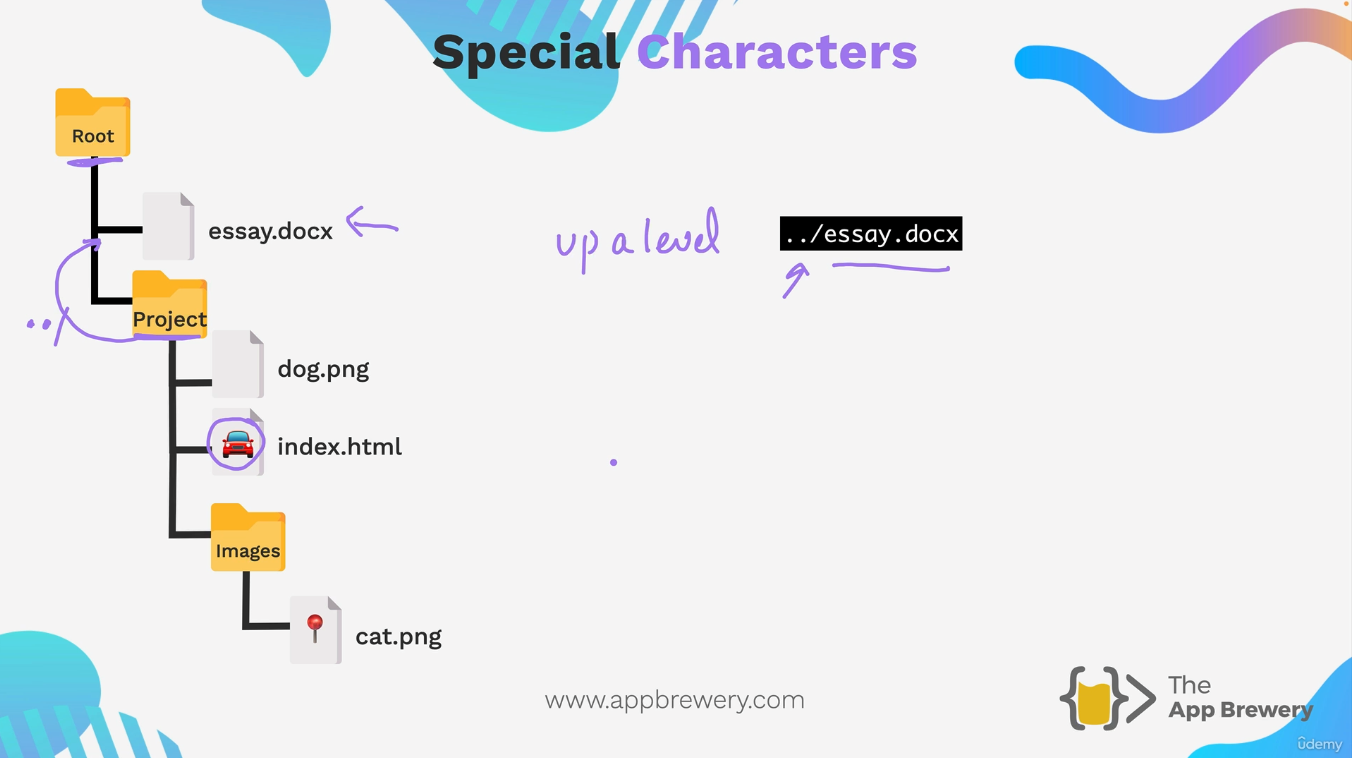 Special Characters
Root
essay.docx
up a level
../essay.docx
../
Project
dog.png
index.html
Images
cat.png
www.appbrewery.com
The
App Brewery
ûdemy